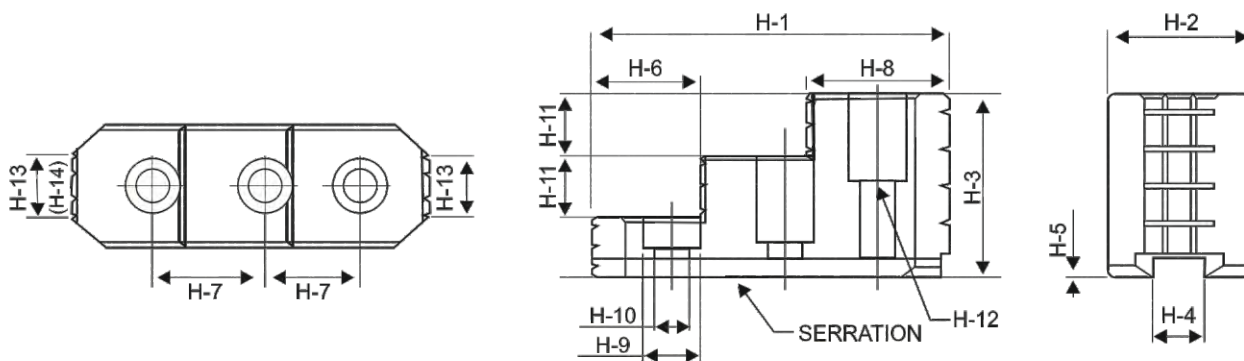 H-13
(H-14)
H-13
H-7
H-7
H-1
H-6
H-8
H-11
H-11
H-3
H-10
H-9
SERRATION
H-12
H-2
H-5
H-4